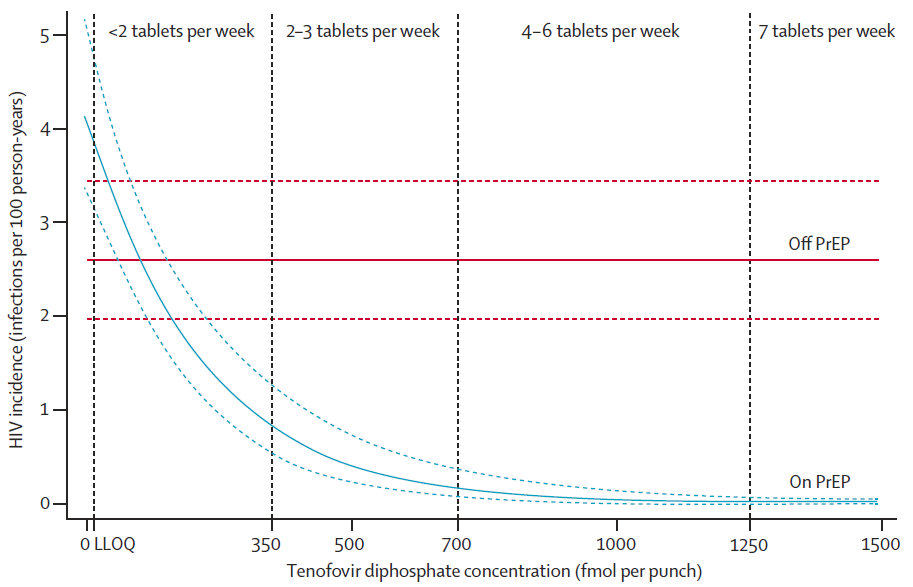 <2 tablets per week
2–3 tablets per week
4–6 tablets per week
7 tablets per week
HIV incidence (infections per 100 person-years)
5
4
3
2
1
0
Off PrEP
On PrEP
0 LLOQ 350 500 700 1000 1250 1500
Tenofovir diphosphate concentration (fmol per punch)